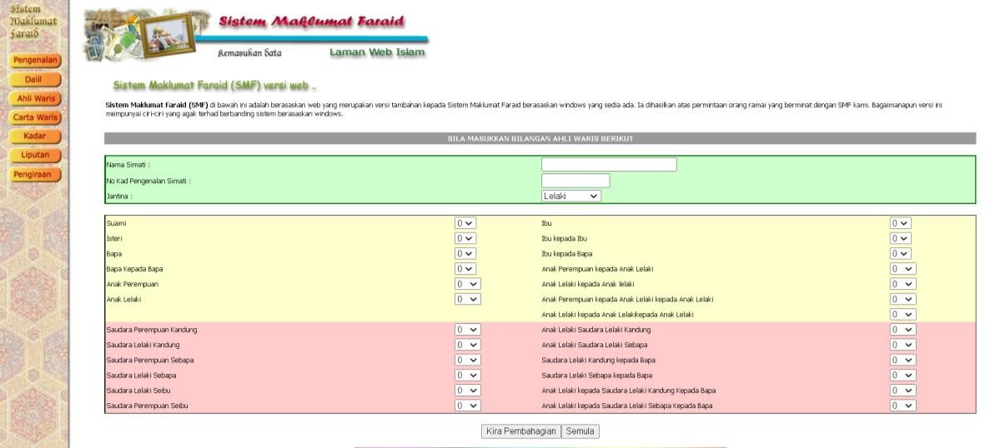 Sistem
Maklumat
Faraid
Pengenalan
Dalil
Ahli Waris
Carta Waris
Kadar
Liputan
Pengiraan
Sistem Maklumat Faraid
Kemasukan Data
Laman Web Islam
Sistem Maklumat Faraid (SMF) versi web ..
Sistem Maklumat Faraid (SMF) di bawah ini adalah berasaskan web yang merupakan versi tambahan kepada Sistem Maklumat Faraid berasaskan windows yang sedia ada. Ia dihasilkan atas permintaan orang ramai yang berminat dengan SMF kami. Bagaimanapun versi ini
mempunyai ciri-ciri yang agak terhad berbanding sistem berasaskan windows.
SILA MASUKKAN BILANGAN AHLI WARIS BERIKUT
Nama Simati :
No Kad Pengenalan Simati :
Jantina : Lelaki
Suami 0 Ibu 0
Isteri 0 Ibu kepada Ibu 0
Bapa 0 Ibu kepada Bapa 0
Bapa Kepada Bapa 0 Anak Perempuan kepada Anak Lelaki 0
Anak Perempuan 0 Anak Lelaki kepada Anak lelaki 0
Anak Lelaki 0 Anak Perempuan kepada Anak Lelaki kepada Anak Lelaki 0
Anak Lelaki kepada Anak Lelakikepada Anak Lelaki 0
Saudara Perempuan Kandung 0 Anak Lelaki Saudara Lelaki Kandung 0
Saudara Lelaki Kandung 0 Anak Lelaki Saudara Lelaki Sebapa 0
Saudara Perempuan Sebapa 0 Saudara Lelaki Kandung kepada Bapa 0
Saudara Lelaki Sebapa 0 Saudara Lelaki Sebapa kepada Bapa 0
Saudara Lelaki Seibu 0 Anak Lelaki kepada Saudara Lelaki Kandung Kepada Bapa 0
Saudara Perempuan Seibu 0 Anak Lelaki kepada Saudara Lelaki Sebapa Kepada Bapa 0
Kira Pembahagian Semula